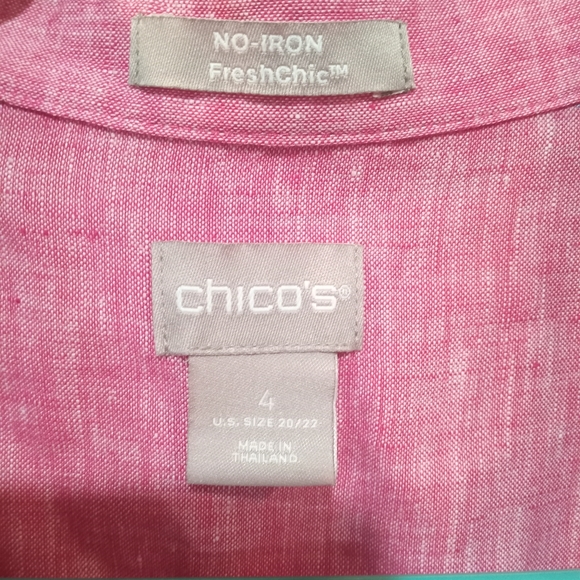 NO-IRON
FreshChic™
chico's®
4
U.S. SIZE 20/22
MADE IN
THAILAND